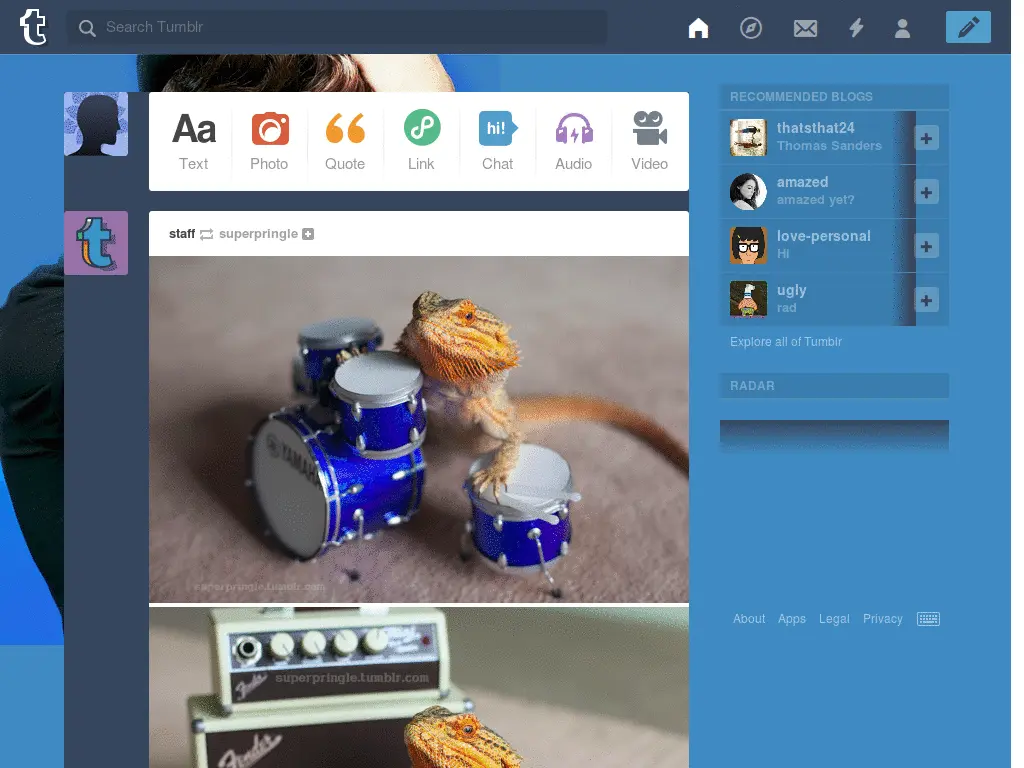 t
Search Tumblr
Aa
hi!
Text
Photo
Quote
Link
Chat
Audio
Video
staff superpringle
YAMAHA
superpringle.tumblr.com
superpringle.tumblr.com
Fender
Fender
RECOMMENDED BLOGS
thatsthat24
Thomas Sanders
amazed
amazed yet?
love-personal
Hi
ugly
rad
Explore all of Tumblr
RADAR
About Apps Legal Privacy